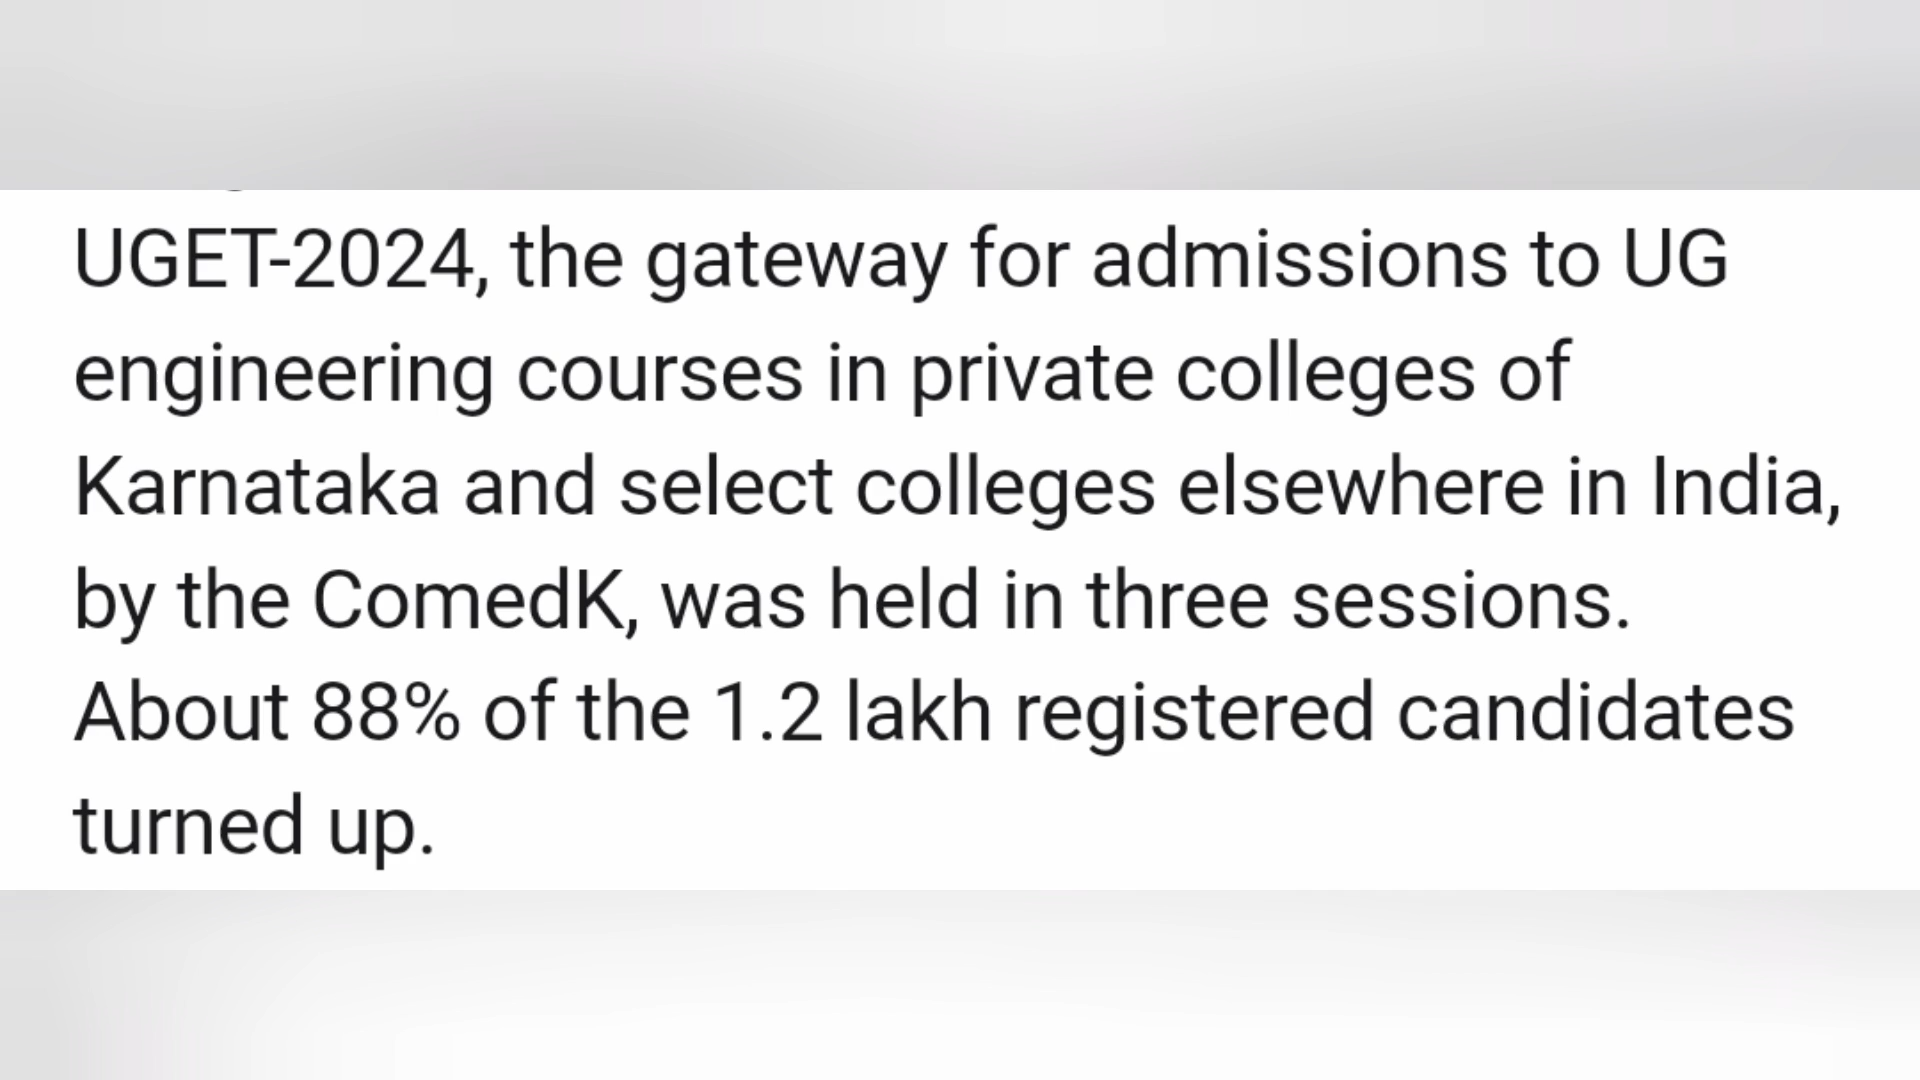 UGET-2024, the gateway for admissions to UG
engineering courses in private colleges of
Karnataka and select colleges elsewhere in India,
by the ComedK, was held in three sessions.
About 88% of the 1.2 lakh registered candidates
turned up.